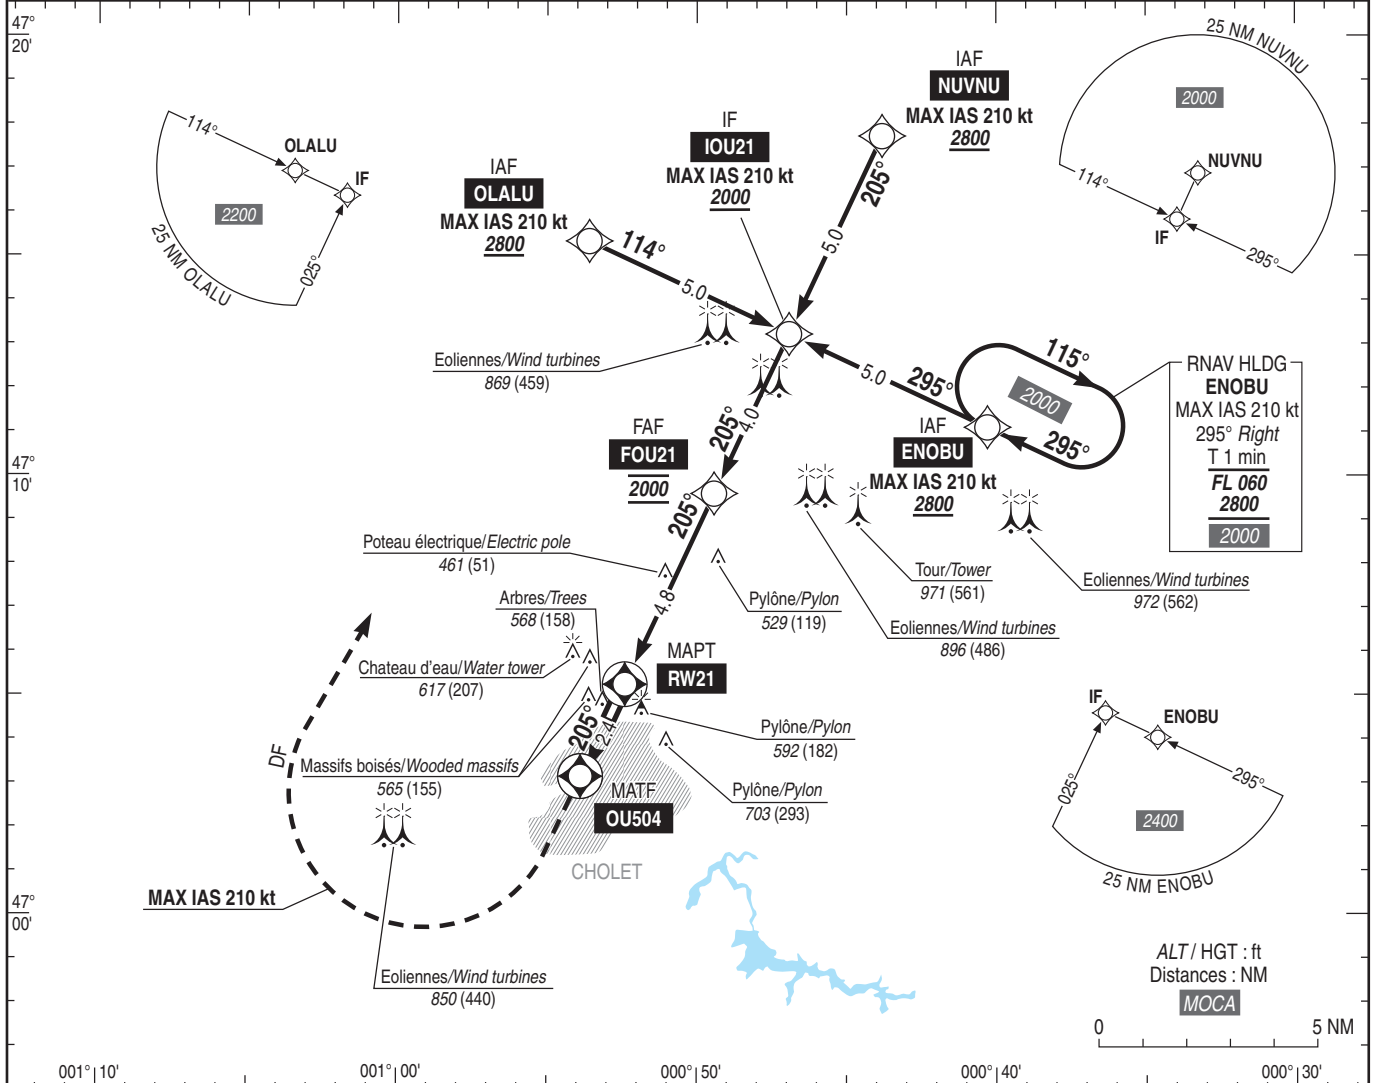 47°
20'
25 NM NUVNU
2000
NUVNU
114°
IF
295°
IAF
NUVNU
MAX IAS 210 kt
2800
IF
IOU21
MAX IAS 210 kt
2000
IAF
OLALU
MAX IAS 210 kt
2800
114°
OLALU
IF
2200
025°
25 NM OLALU
205°
5.0
114°
5.0
Eoliennes/Wind turbines
869 (459)
5.0
295°
115°
2000
295°
RNAV HLDG
ENOBU
MAX IAS 210 kt
295° Right
T 1 min
FL 060
2800
2000
IAF
ENOBU
MAX IAS 210 kt
2800
205°
4.0
FAF
FOU21
2000
47°
10'
205°
4.8
Poteau électrique/Electric pole
461 (51)
Arbres/Trees
568 (158)
Pylône/Pylon
529 (119)
Tour/Tower
971 (561)
Eoliennes/Wind turbines
972 (562)
Eoliennes/Wind turbines
896 (486)
Chateau d'eau/Water tower
617 (207)
MAPT
RW21
Pylône/Pylon
592 (182)
205°
2.4
Massifs boisés/Wooded massifs
565 (155)
Pylône/Pylon
703 (293)
MATF
OU504
CHOLET
DF
MAX IAS 210 kt
47°
00'
Eoliennes/Wind turbines
850 (440)
IF
ENOBU
025°
295°
2400
25 NM ENOBU
ALT / HGT : ft
Distances : NM
MOCA
0
5 NM
001°10'
001°00'
000°50'
000°40'
000°30'